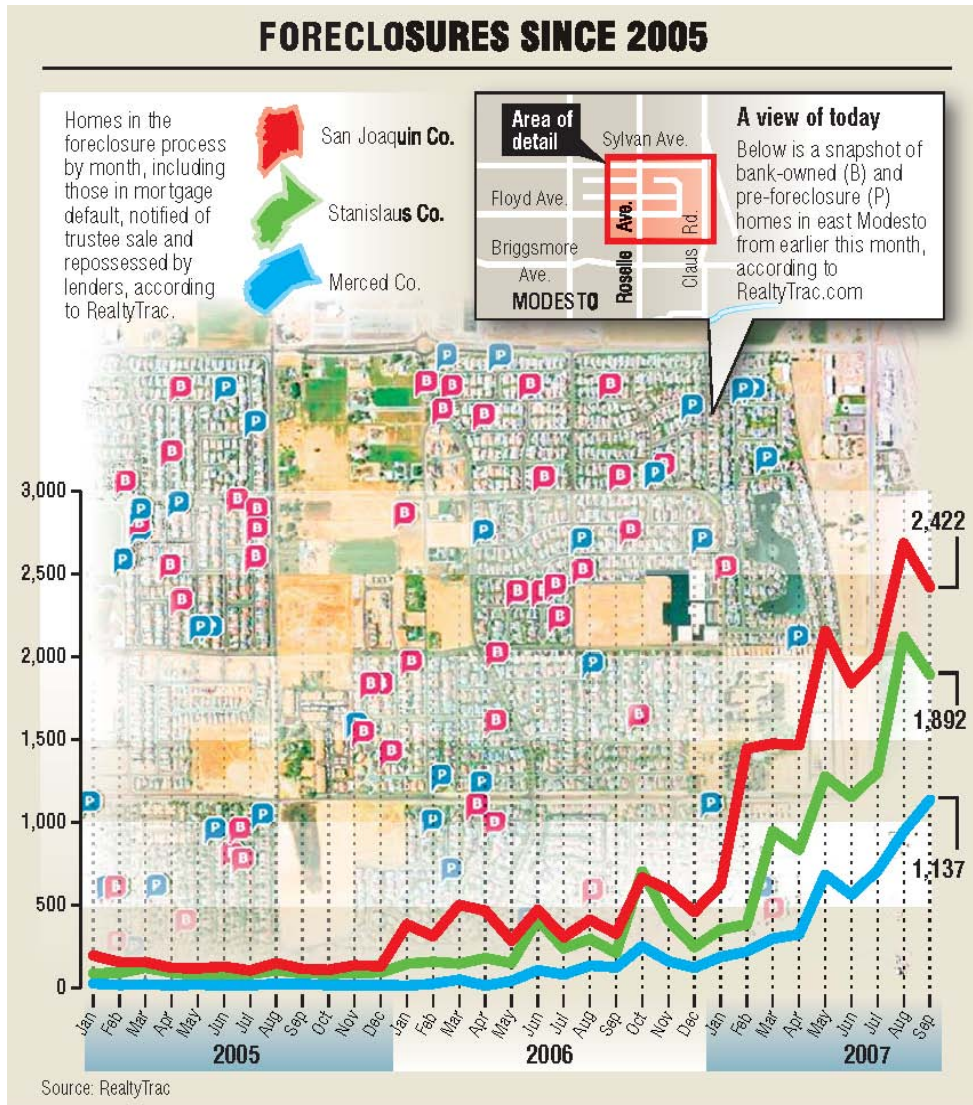 FORECLOSURES SINCE 2005
Homes in the
foreclosure process
by month, including
those in mortgage
default, notified of
trustee sale and
repossessed by
lenders, according
to RealtyTrac.
San Joaquin Co.
Stanislaus Co.
Merced Co.
Area of
detail
Sylvan Ave.
Floyd Ave.
Roselle Ave.
Claus Rd.
Briggsmore
Ave.
MODESTO
A view of today
Below is a snapshot of
bank-owned (B) and
pre-foreclosure (P)
homes in east Modesto
from earlier this month,
according to
RealtyTrac.com
3,000
2,500
2,000
1,500
1,000
500
0
2,422
1,892
1,137
Jan Feb Mar Apr May Jun Jul Aug Sep Oct Nov Dec Jan Feb Mar Apr May Jun Jul Aug Sep Oct Nov Dec Jan Feb Mar Apr May Jun Jul Aug Sep
2005 2006 2007
Source: RealtyTrac